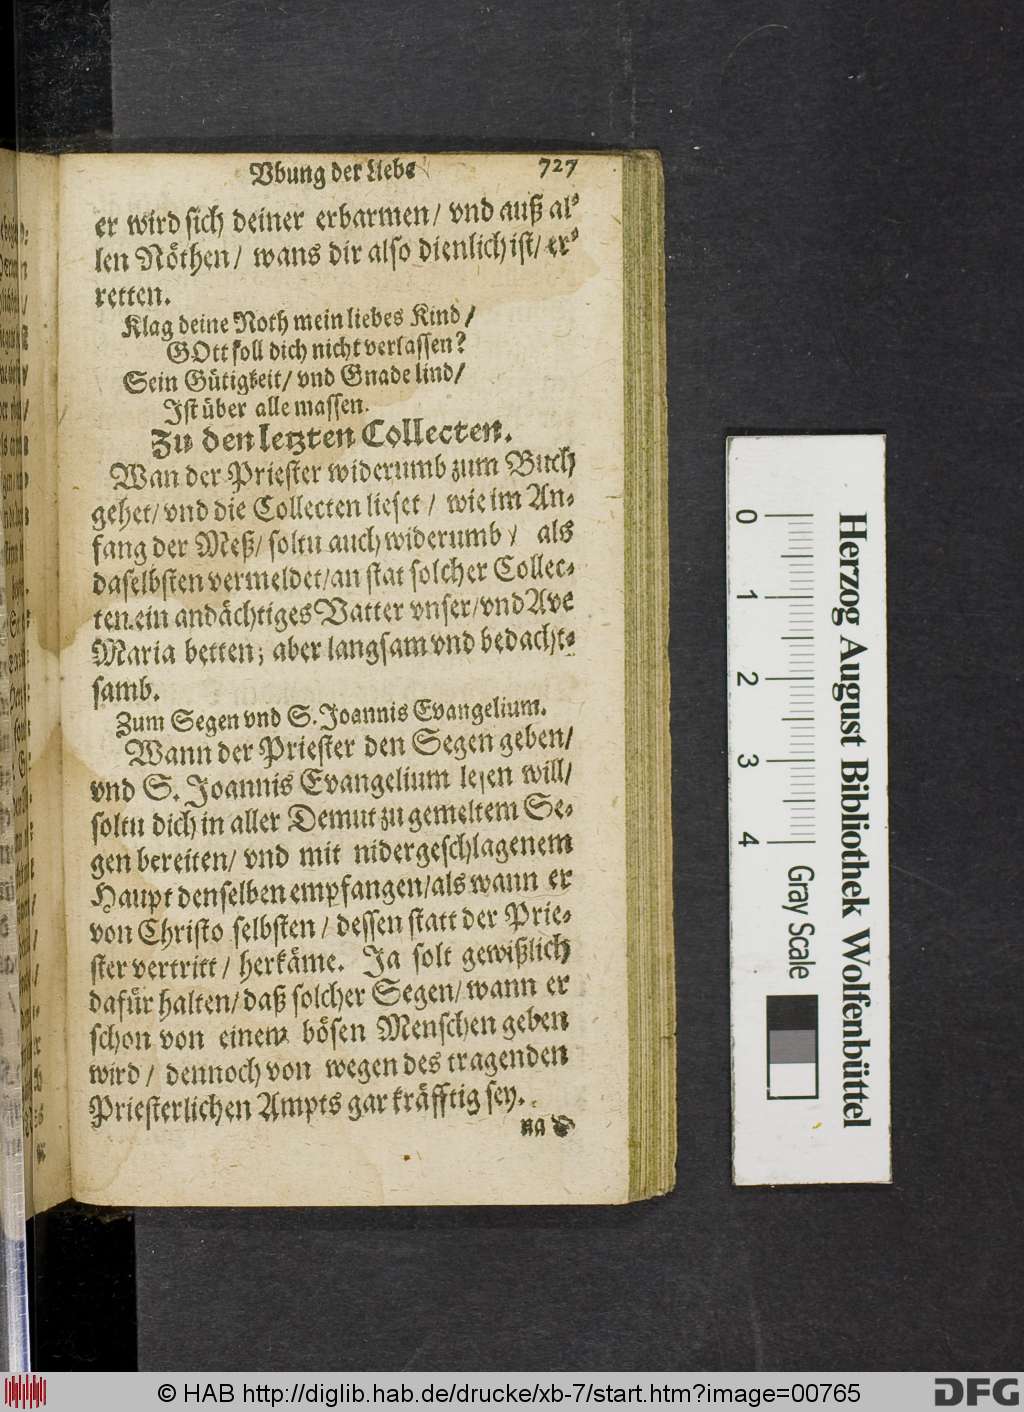 Vbung der Liebe 727
er wird sich deiner erbarmen/ vnd auß al-
len Nöthen/ wans dir also dienlich ist/ er-
retten.
Klag deine Noth mein liebes Kind/
GOtt soll dich nicht verlassen?
Sein Gütigkeit/ vnd Gnade lind/
Ist über alle massen.
Zu den letzten Collecten.
Wan der Priester widerumb zum Buch
gehet/ vnd die Collecten lieset / wie im An-
fang der Meß/ soltu auch widerumb / als
daselbsten vermeldet/an stat solcher Collec-
ten ein andächtiges Vatter vnser/vnd Ave
Maria betten; aber langsam vnd bedacht-
samb.
Zum Segen vnd S. Joannis Evangelium.
Wann der Priester den Segen geben/
vnd S. Joannis Evangelium lesen will/
soltu dich in aller Demut zu gemeltem Se-
gen bereiten/ vnd mit nidergeschlagenem
Haupt denselben empfangen/als wann er
von Christo selbsten / dessen statt der Prie-
ster vertritt / herkäme. Ja solt gewißlich
dafür halten/ daß solcher Segen/ wann er
schon von einem bösen Menschen geben
wird / dennoch von wegen des tragenden
Priesterlichen Ampts gar kräfftig sey.
0 1 2 3 4
Gray Scale
Herzog August Bibliothek Wolfenbüttel
© HAB http://diglib.hab.de/drucke/xb-7/start.htm?image=00765
DFG